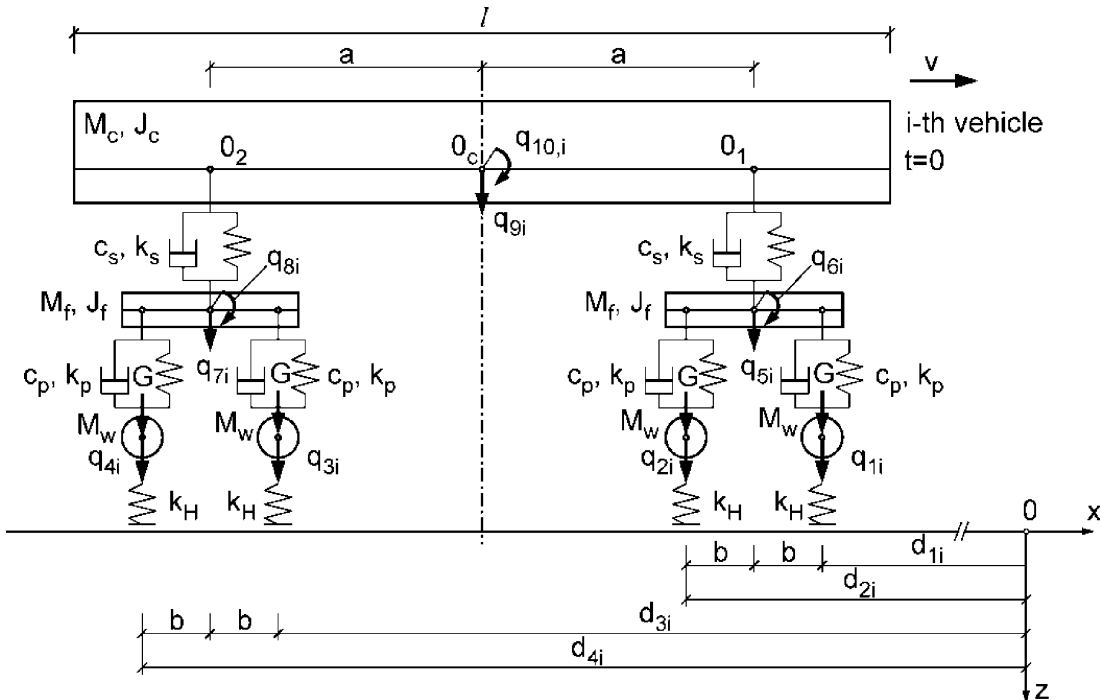 l
a a
v
M_c, J_c
i-th vehicle
t=0
0_2 0_c q_10,i 0_1
q_9i
c_s, k_s c_s, k_s
q_8i q_6i
M_f, J_f M_f, J_f
q_7i q_5i
c_p, k_p G G c_p, k_p c_p, k_p G G c_p, k_p
M_w M_w M_w M_w
q_4i q_3i q_2i q_1i
k_H k_H k_H k_H
0 x
b b d_1i
d_2i
b b d_3i
d_4i
z